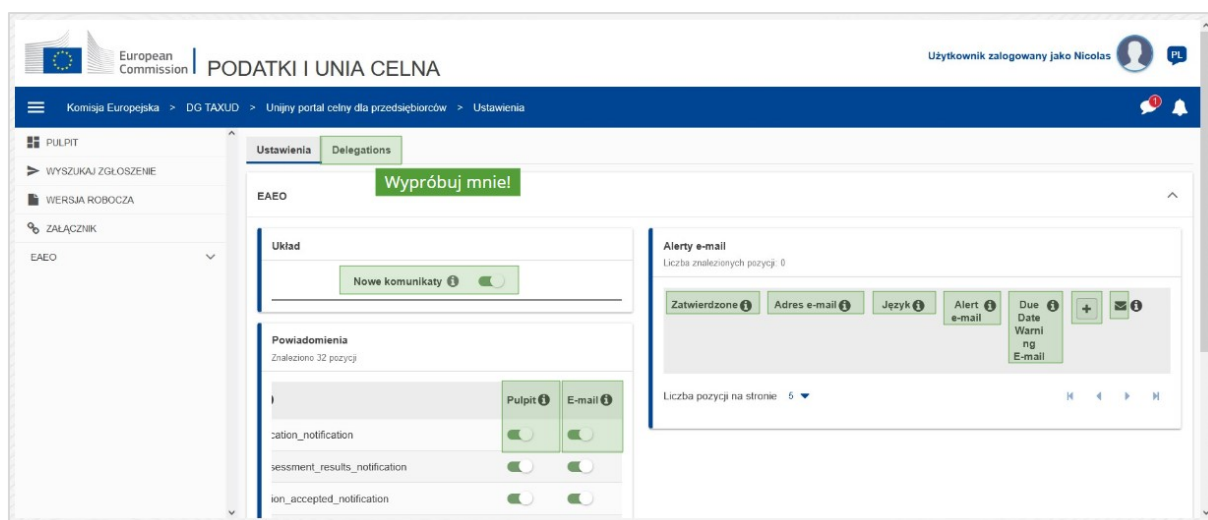 European
Commission
PODATKI I UNIA CELNA
Użytkownik zalogowany jako Nicolas
PL
Komisja Europejska > DG TAXUD > Unijny portal celny dla przedsiębiorców > Ustawienia
1
PULPIT
WYSZUKAJ ZGŁOSZENIE
WERSJA ROBOCZA
ZAŁĄCZNIK
EAEO
Ustawienia Delegations
Wypróbuj mnie!
EAEO
Układ
Nowe komunikaty
Powiadomienia
Znaleziono 32 pozycji
Pulpit E-mail
cation_notification
sessment_results_notification
ion_accepted_notification
Alerty e-mail
Liczba znalezionych pozycji: 0
Zatwierdzone Adres e-mail Język Alert e-mail Due Date Warni ng E-mail +
Liczba pozycji na stronie 5